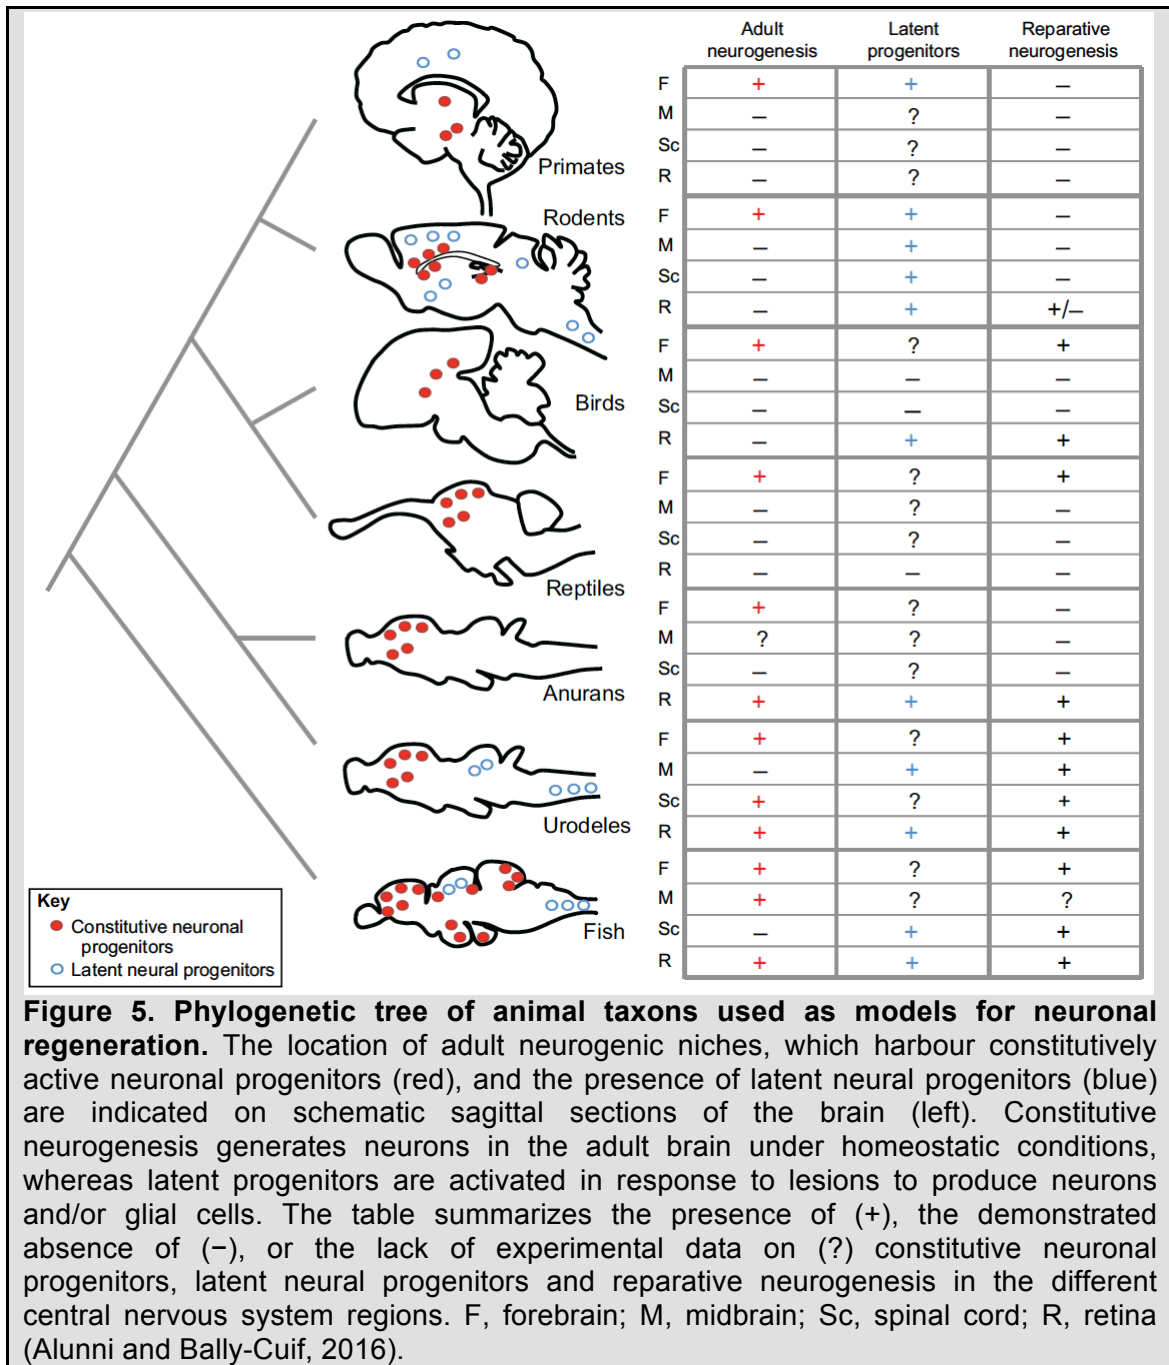 Adult neurogenesis
Latent progenitors
Reparative neurogenesis
Primates
F + + –
M – ? –
Sc – ? –
R – ? –
Rodents
F + + –
M – + –
Sc – + –
R – + +/–
Birds
F + ? +
M – – –
Sc – – –
R – + +
Reptiles
F + ? +
M – ? –
Sc – ? –
R – – –
Anurans
F + ? –
M ? ? –
Sc – ? –
R + + +
Urodeles
F + ? +
M – + +
Sc + ? +
R + + +
Fish
F + ? +
M + ? ?
Sc – + +
R + + +
Key
Constitutive neuronal
progenitors
Latent neural progenitors
Figure 5. Phylogenetic tree of animal taxons used as models for neuronal
regeneration. The location of adult neurogenic niches, which harbour constitutively
active neuronal progenitors (red), and the presence of latent neural progenitors (blue)
are indicated on schematic sagittal sections of the brain (left). Constitutive
neurogenesis generates neurons in the adult brain under homeostatic conditions,
whereas latent progenitors are activated in response to lesions to produce neurons
and/or glial cells. The table summarizes the presence of (+), the demonstrated
absence of (−), or the lack of experimental data on (?) constitutive neuronal
progenitors, latent neural progenitors and reparative neurogenesis in the different
central nervous system regions. F, forebrain; M, midbrain; Sc, spinal cord; R, retina
(Alunni and Bally-Cuif, 2016).